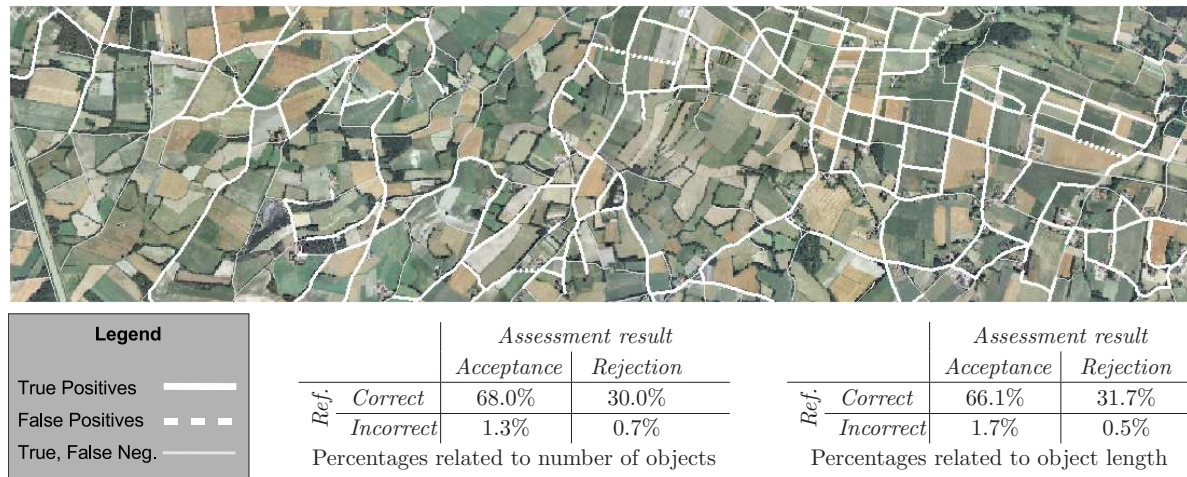 Legend
True Positives
False Positives
True, False Neg.
Assessment result
Acceptance Rejection
Ref. Correct 68.0% 30.0%
Incorrect 1.3% 0.7%
Percentages related to number of objects
Assessment result
Acceptance Rejection
Ref. Correct 66.1% 31.7%
Incorrect 1.7% 0.5%
Percentages related to object length